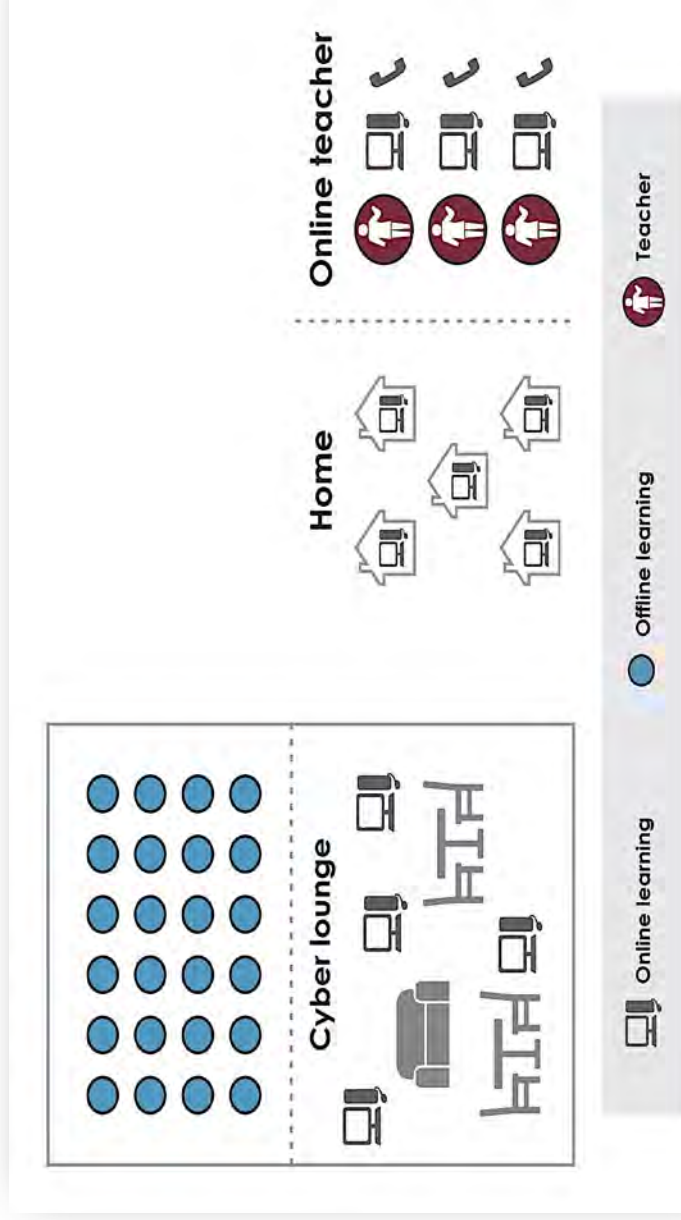 Cyber lounge
Home
Online teacher
Online learning
Offline learning
Teacher